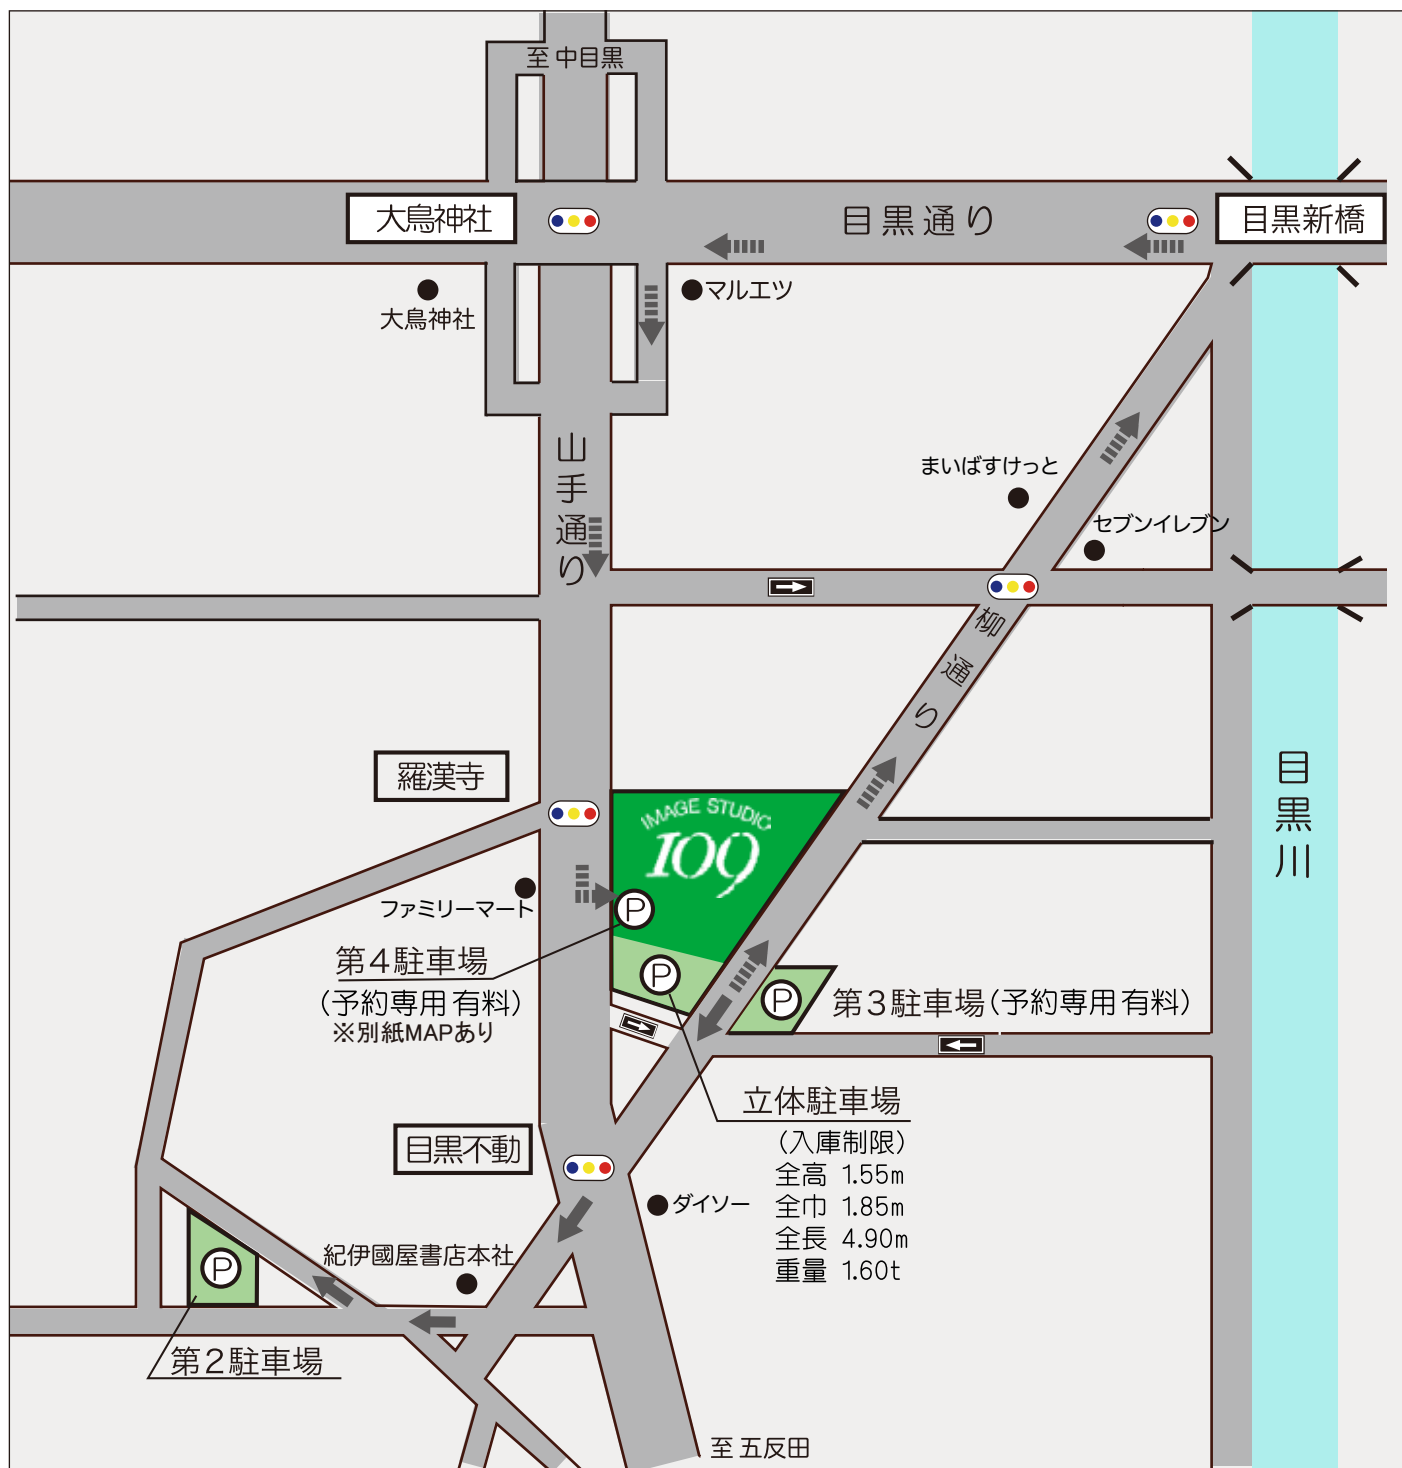 至 中目黒
大鳥神社
目黒通り
目黒新橋
マルエツ
大鳥神社
山手通り
まいばすけっと
セブンイレブン
柳通り
羅漢寺
目黒川
IMAGE STUDIO
109
ファミリーマート
P
第4駐車場
(予約専用 有料)
※別紙MAPあり
P
P
第3駐車場(予約専用 有料)
立体駐車場
(入庫制限)
全高 1.55m
全巾 1.85m
全長 4.90m
重量 1.60t
目黒不動
ダイソー
紀伊國屋書店本社
P
第2駐車場
至 五反田